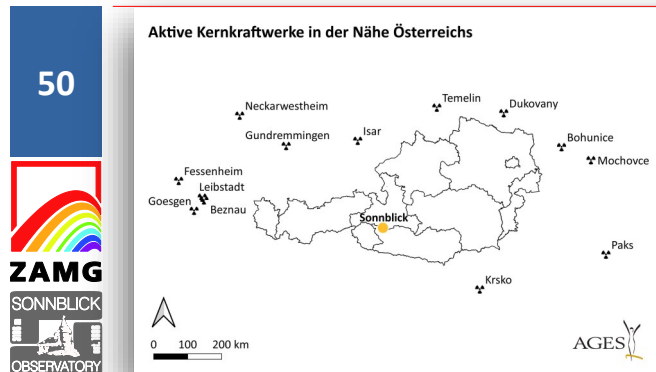 Aktive Kernkraftwerke in der Nähe Österreichs
50
Temelin
Dukovany
Neckarwestheim
Gundremmingen
Isar
Bohunice
Mochovce
Fessenheim
Leibstadt
Goesgen
Beznau
Sonnblick
Paks
Krsko
ZAMG
SONNBLICK
OBSERVATORY
0 100 200 km
AGES